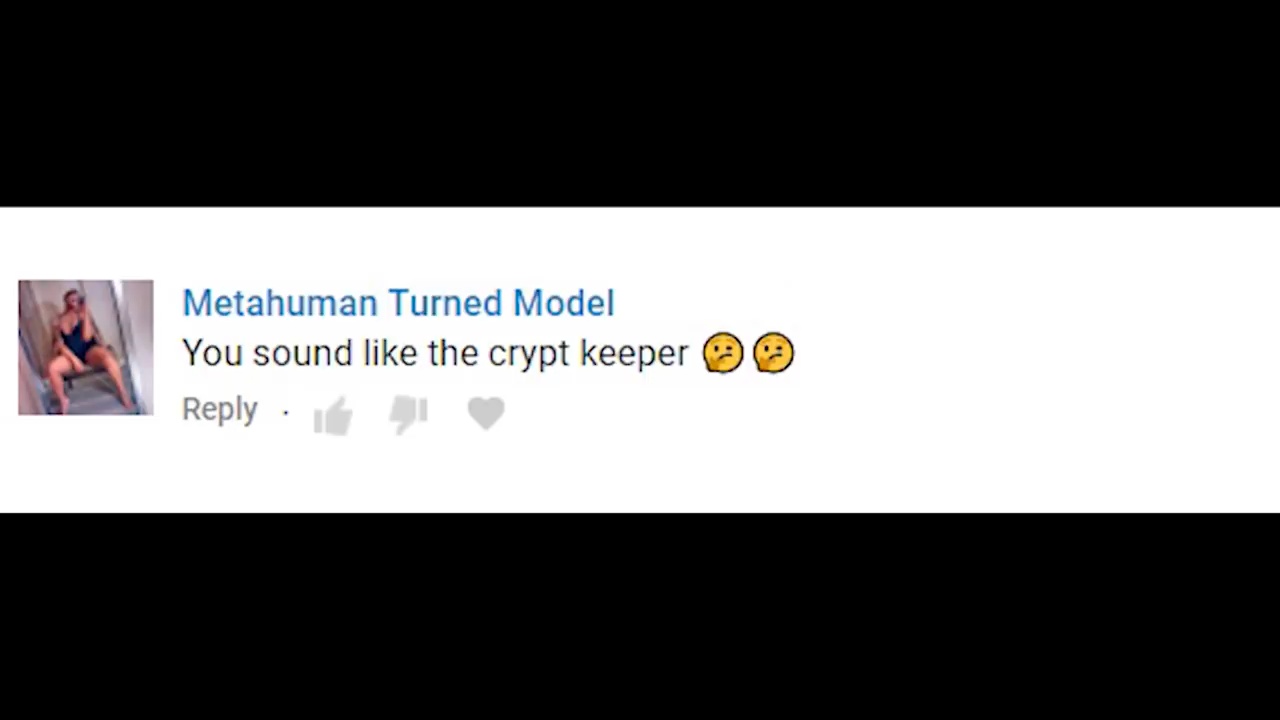 Metahuman Turned Model
You sound like the crypt keeper 🤔🤔
Reply ·